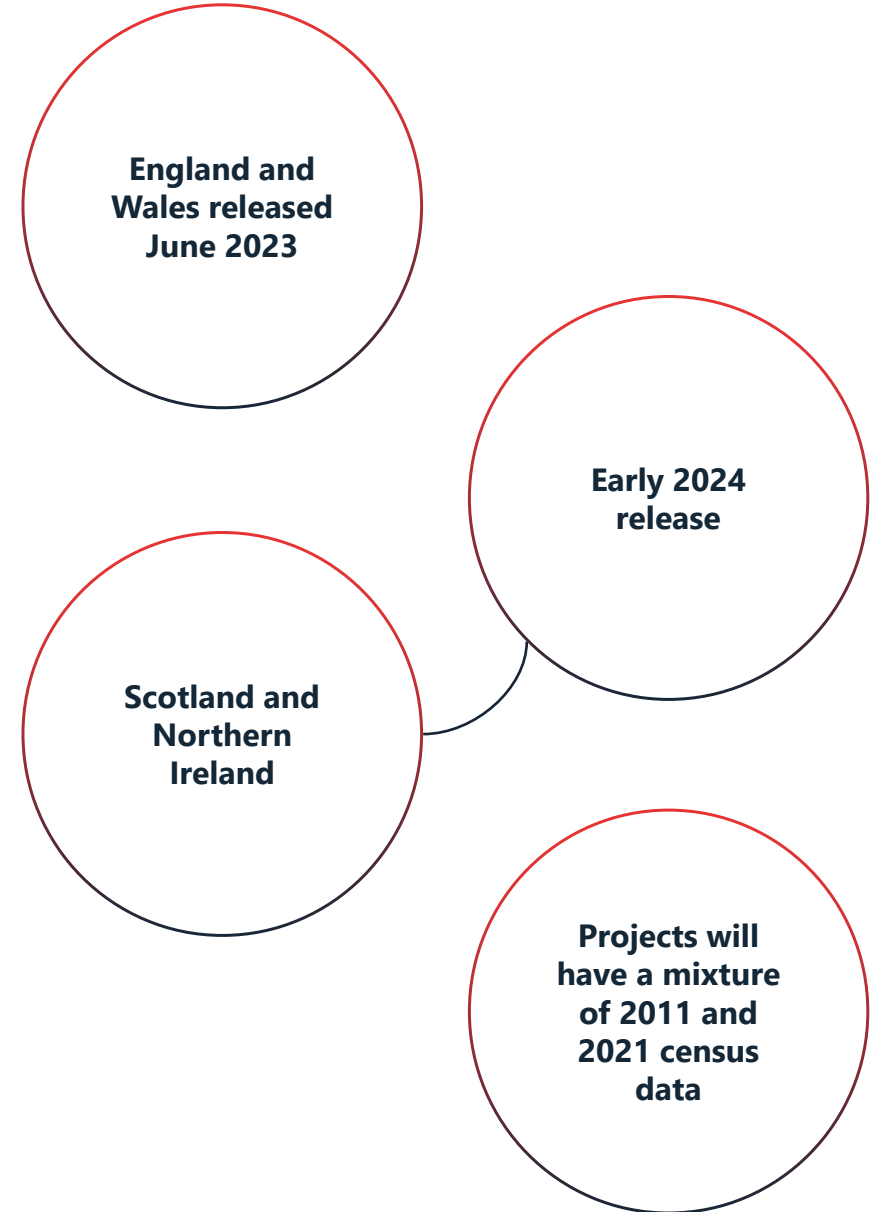 England and
Wales released
June 2023
Early 2024
release
Scotland and
Northern
Ireland
Projects will
have a mixture
of 2011 and
2021 census
data